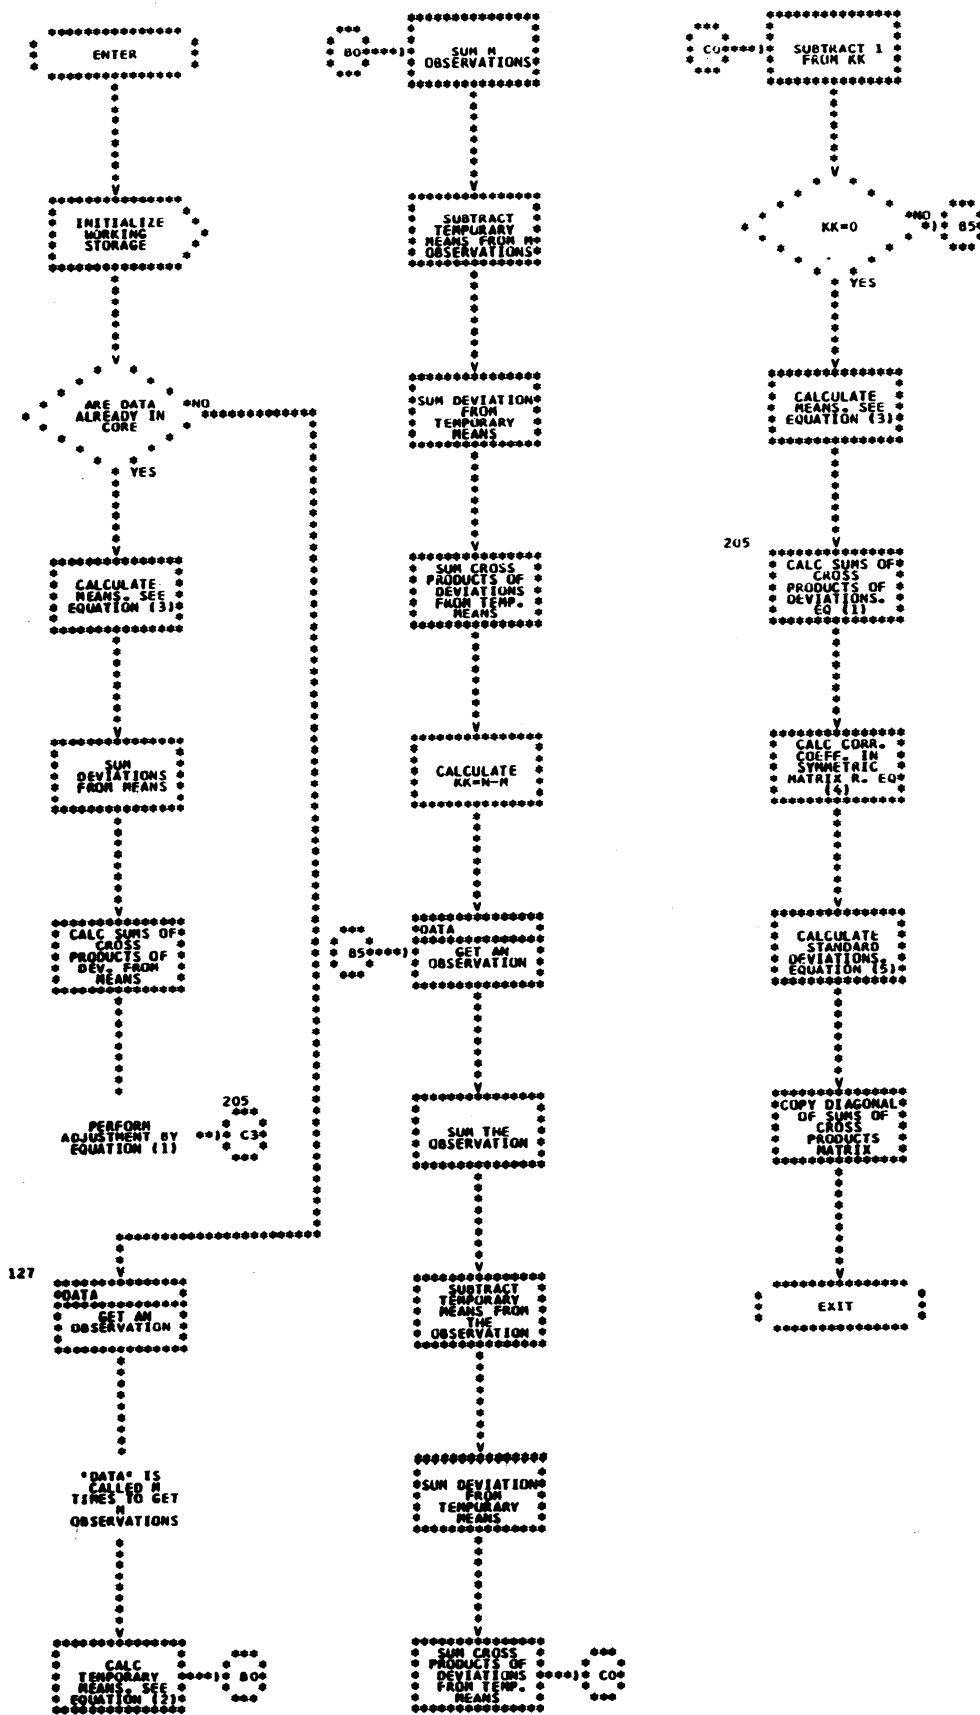 ENTER
INITIALIZE
WORKING
STORAGE
ARE DATA
ALREADY IN
CORE
NO
YES
CALCULATE
MEANS. SEE
EQUATION (3)
SUM
DEVIATIONS
FROM MEANS
CALC SUMS OF
CROSS
PRODUCTS OF
DEV. FROM
MEANS
PERFORM
ADJUSTMENT BY
EQUATION (1)
205
C3
127
DATA
GET AN
OBSERVATION
"DATA" IS
CALLED M
TIMES TO GET
M
OBSERVATIONS
CALC
TEMPORARY
MEANS. SEE
EQUATION (2)
B0
B0
SUM M
OBSERVATIONS
SUBTRACT
TEMPORARY
MEANS FROM M
OBSERVATIONS
SUM DEVIATION
FROM
TEMPORARY
MEANS
SUM CROSS
PRODUCTS OF
DEVIATIONS
FROM TEMP.
MEANS
CALCULATE
KK=N-M
B5
DATA
GET AN
OBSERVATION
SUM THE
OBSERVATION
SUBTRACT
TEMPORARY
MEANS FROM
THE
OBSERVATION
SUM DEVIATION
FROM
TEMPORARY
MEANS
SUM CROSS
PRODUCTS OF
DEVIATIONS
FROM TEMP.
MEANS
C0
C0
SUBTRACT 1
FROM KK
KK=0
NO
B5
YES
CALCULATE
MEANS. SEE
EQUATION (3)
205
CALC SUMS OF
CROSS
PRODUCTS OF
DEVIATIONS.
EQ (1)
CALC CORR.
COEFF. IN
SYMMETRIC
MATRIX R. EQ
(4)
CALCULATE
STANDARD
DEVIATIONS.
EQUATION (5)
COPY DIAGONAL
OF SUMS OF
CROSS
PRODUCTS
MATRIX
EXIT